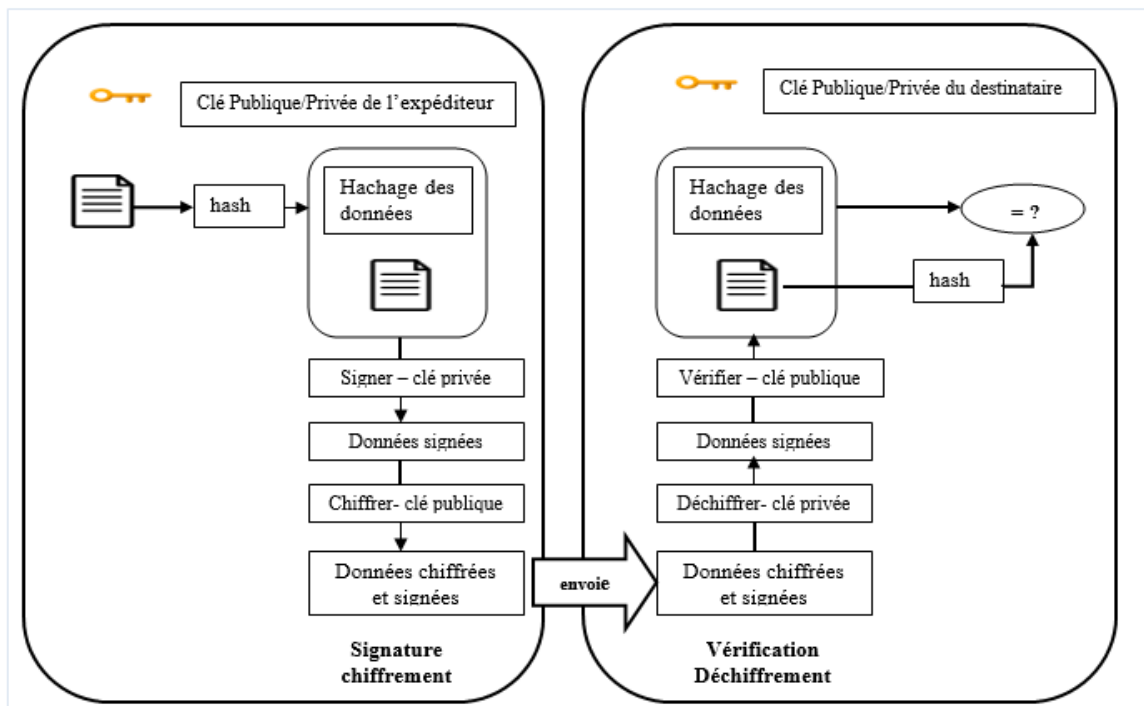 Clé Publique/Privée de l'expéditeur
hash
Hachage des
données
Signer – clé privée
Données signées
Chiffrer- clé publique
Données chiffrées
et signées
Signature
chiffrement
envoie
Clé Publique/Privée du destinataire
Hachage des
données
= ?
hash
Vérifier – clé publique
Données signées
Déchiffrer- clé privée
Données chiffrées
et signées
Vérification
Déchiffrement